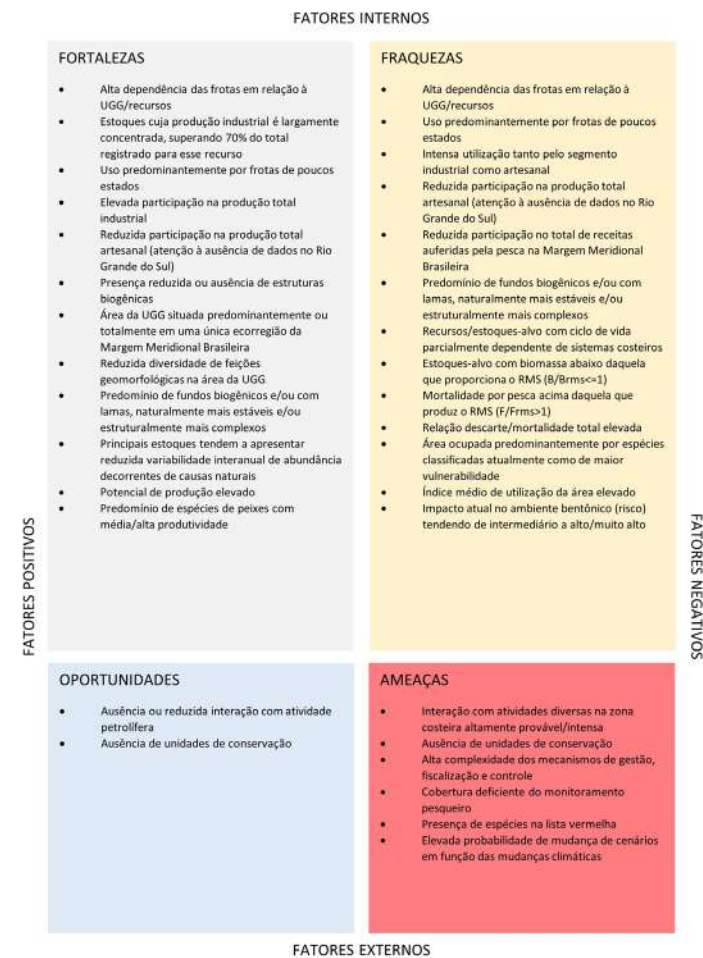 FATORES INTERNOS
FORTALEZAS
• Alta dependência das frotas em relação à
UGG/recursos
• Estoques cuja produção industrial é largamente
concentrada, superando 70% do total
registrado para esse recurso
• Uso predominantemente por frotas de poucos
estados
• Elevada participação na produção total
industrial
• Reduzida participação na produção total
artesanal (atenção à ausência de dados no Rio
Grande do Sul)
• Presença reduzida ou ausência de estruturas
biogênicas
• Área da UGG situada predominantemente ou
totalmente em uma única ecorregião da
Margem Meridional Brasileira
• Reduzida diversidade de feições
geomorfológicas na área da UGG
• Predomínio de fundos biogênicos e/ou com
lamas, naturalmente mais estáveis e/ou
estruturalmente mais complexos
• Principais estoques tendem a apresentar
reduzida variabilidade interanual de abundância
decorrentes de causas naturais
• Potencial de produção elevado
• Predomínio de espécies de peixes com
média/alta produtividade
FRAQUEZAS
• Alta dependência das frotas em relação à
UGG/recursos
• Uso predominantemente por frotas de poucos
estados
• Intensa utilização tanto pelo segmento
industrial como artesanal
• Reduzida participação na produção total
artesanal (atenção à ausência de dados no Rio
Grande do Sul)
• Reduzida participação no total de receitas
auferidas pela pesca na Margem Meridional
Brasileira
• Predomínio de fundos biogênicos e/ou com
lamas, naturalmente mais estáveis e/ou
estruturalmente mais complexos
• Recursos/estoques-alvo com ciclo de vida
parcialmente dependente de sistemas costeiros
• Estoques-alvo com biomassa abaixo daquela
que proporciona o RMS (B/Brms<=1)
• Mortalidade por pesca acima daquela que
produz o RMS (F/Frms>1)
• Relação descarte/mortalidade total elevada
• Área ocupada predominantemente por espécies
classificadas atualmente como de maior
vulnerabilidade
• Índice médio de utilização da área elevado
• Impacto atual no ambiente bentônico (risco)
tendendo de intermediário a alto/muito alto
FATORES POSITIVOS
FATORES NEGATIVOS
OPORTUNIDADES
• Ausência ou reduzida interação com atividade
petrolífera
• Ausência de unidades de conservação
AMEAÇAS
• Interação com atividades diversas na zona
costeira altamente provável/intensa
• Ausência de unidades de conservação
• Alta complexidade dos mecanismos de gestão,
fiscalização e controle
• Cobertura deficiente do monitoramento
pesqueiro
• Presença de espécies na lista vermelha
• Elevada probabilidade de mudança de cenários
em função das mudanças climáticas
FATORES EXTERNOS